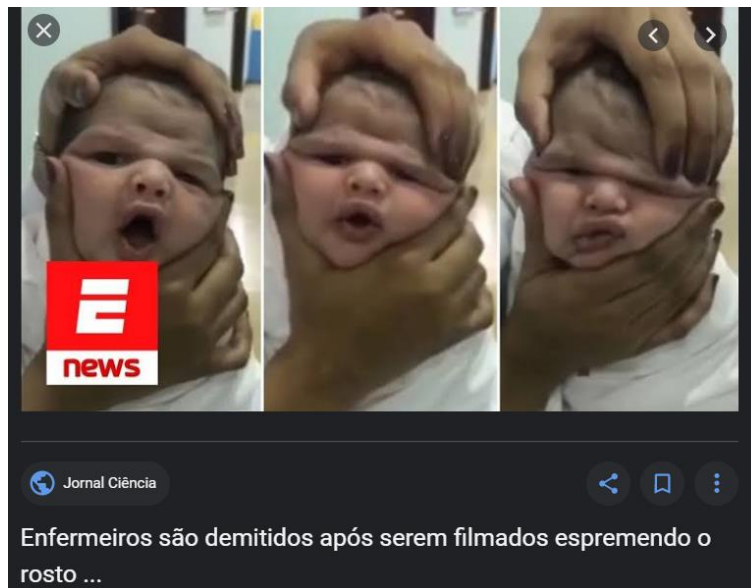 E
news
Jornal Ciência
Enfermeiros são demitidos após serem filmados espremendo o
rosto ...